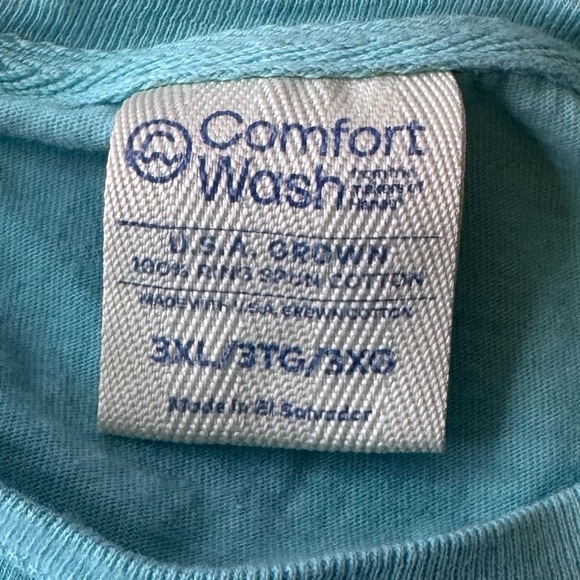 Comfort
Wash
from the
makers of
Hanes
U.S.A. GROWN
100% RING SPUN COTTON
MADE WITH U.S.A. GROWN COTTON
3XL/3TG/3XG
Made in El Salvador